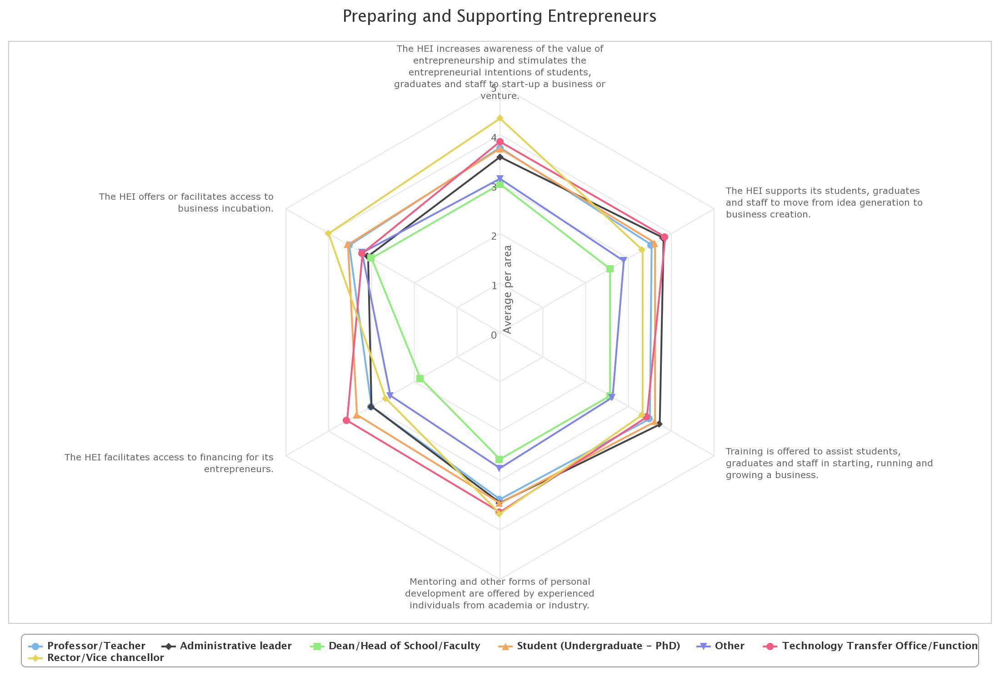 Preparing and Supporting Entrepreneurs
The HEI increases awareness of the value of
entrepreneurship and stimulates the
entrepreneurial intentions of students,
graduates and staff to start-up a business or
venture.
The HEI supports its students, graduates
and staff to move from idea generation to
business creation.
Training is offered to assist students,
graduates and staff in starting, running and
growing a business.
Mentoring and other forms of personal
development are offered by experienced
individuals from academia or industry.
The HEI facilitates access to financing for its
entrepreneurs.
The HEI offers or facilitates access to
business incubation.
5
4
3
2
1
0
Average per area
Professor/Teacher
Administrative leader
Dean/Head of School/Faculty
Student (Undergraduate – PhD)
Other
Technology Transfer Office/Function
Rector/Vice chancellor